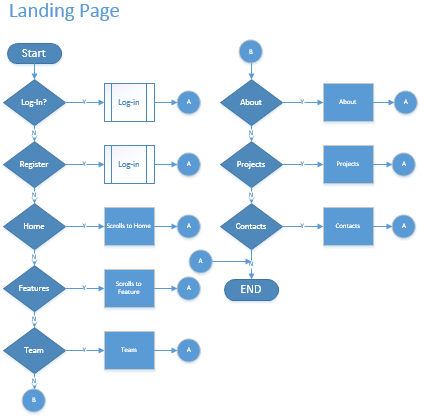 Landing Page
Start
Log-In?
Y
Log-in
A
N
Register
Y
Log-in
A
N
Home
Y
Scrolls to Home
A
N
Features
Y
Scrolls to
Feature
A
N
Team
Y
Team
A
N
B
B
About
Y
About
A
N
Projects
Y
Projects
A
N
Contacts
Y
Contacts
A
A
N
END